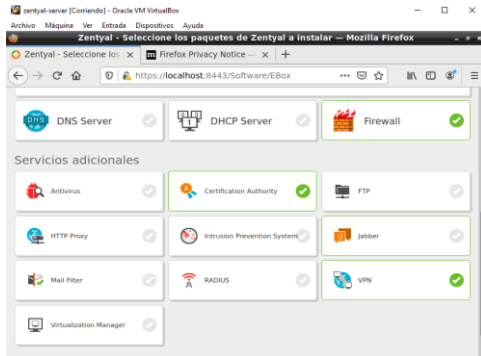 zentyal-server [Corriendo] - Oracle VM VirtualBox
Archivo Máquina Ver Entrada Dispositivos Ayuda
Zentyal - Seleccione los paquetes de Zentyal a instalar — Mozilla Firefox
Zentyal - Seleccione los Firefox Privacy Notice —
https://localhost:8443/Software/EBox
DNS Server DHCP Server Firewall
Servicios adicionales
Antivirus Certification Authority FTP
HTTP Proxy Intrusion Prevention System Jabber
Mail Filter RADIUS VPN
Virtualization Manager